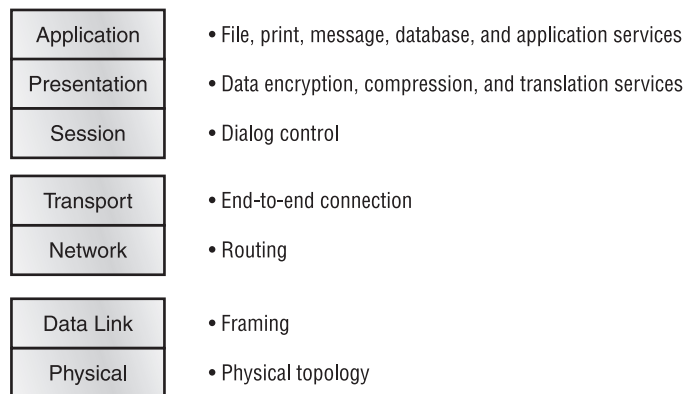 Application • File, print, message, database, and application services
Presentation • Data encryption, compression, and translation services
Session • Dialog control
Transport • End-to-end connection
Network • Routing
Data Link • Framing
Physical • Physical topology